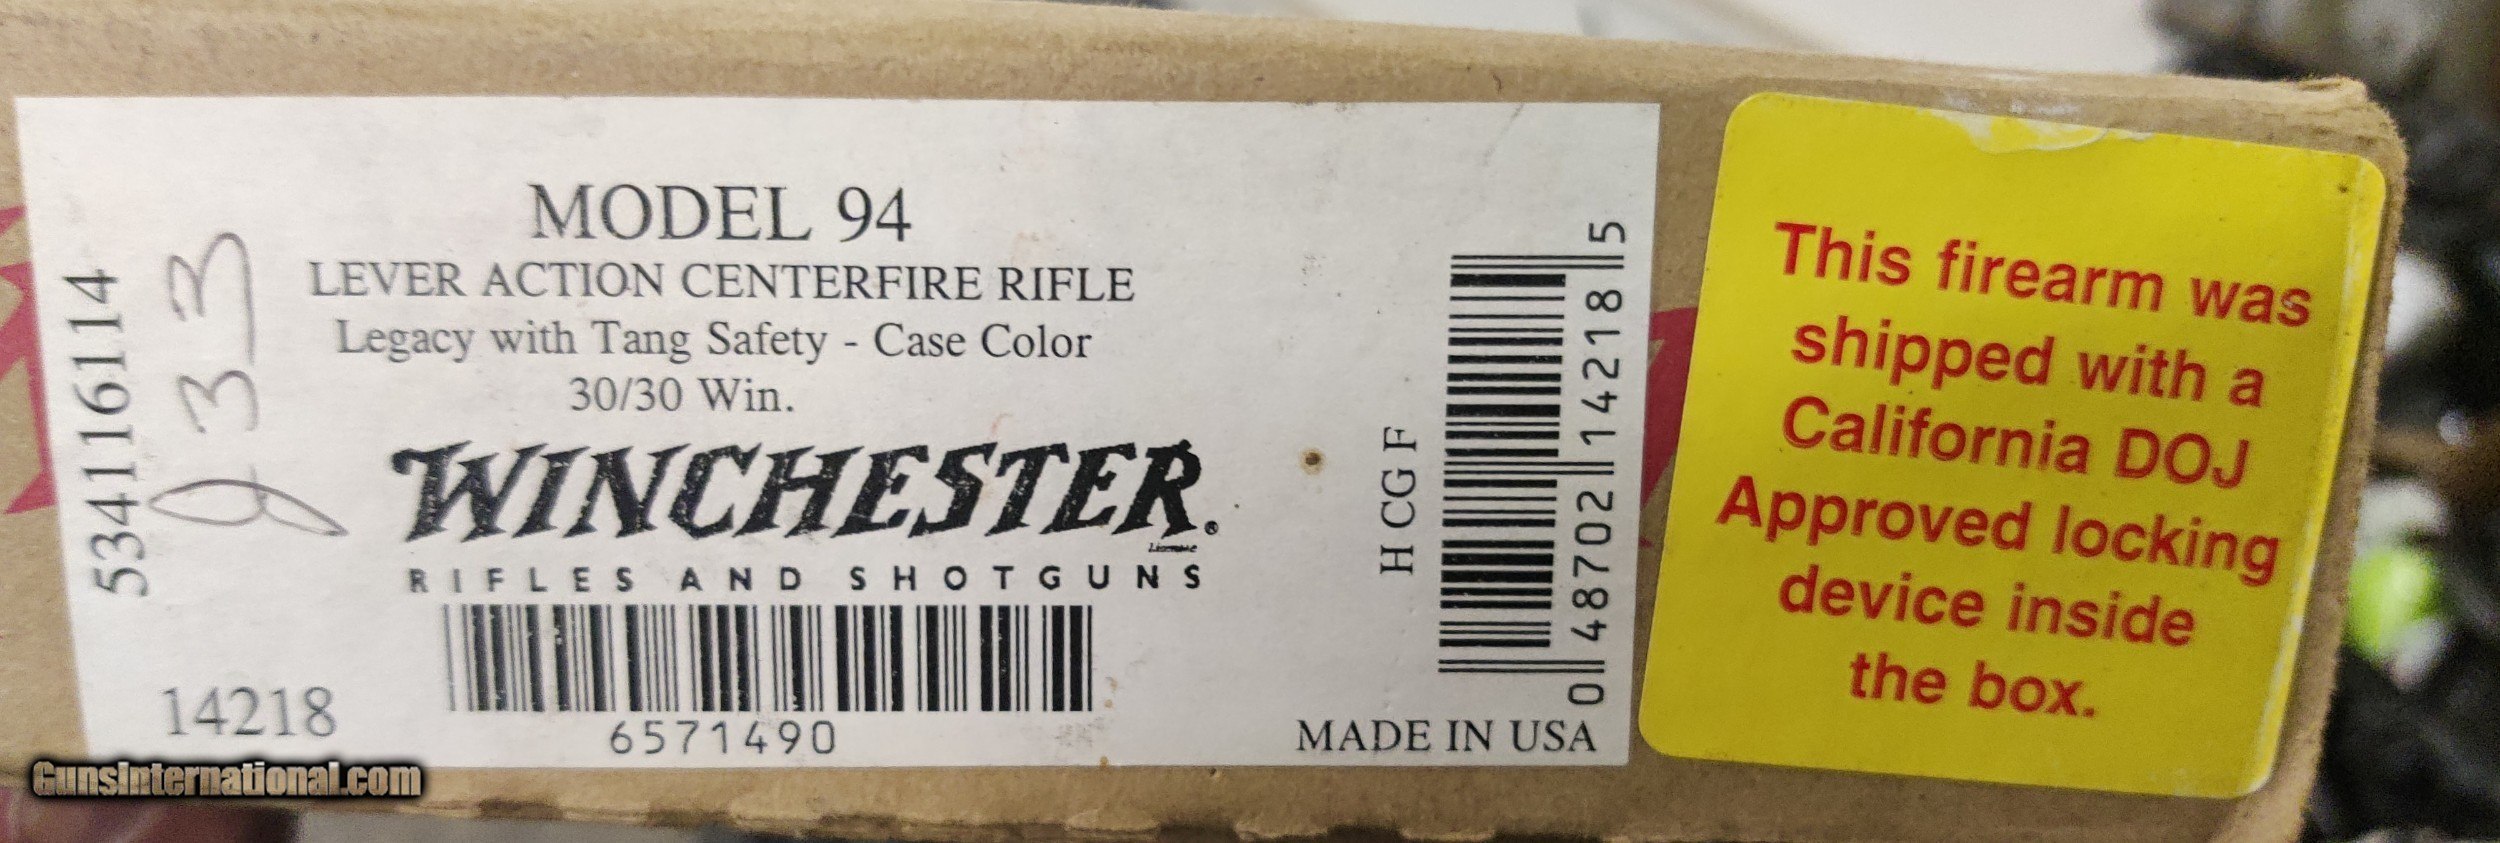 MODEL 94
LEVER ACTION CENTERFIRE RIFLE
Legacy with Tang Safety - Case Color
30/30 Win.
WINCHESTER®
RIFLES AND SHOTGUNS
6571490
14218
534116114
233
H CGF
0 48702 14218 5
MADE IN USA
This firearm was
shipped with a
California DOJ
Approved locking
device inside
the box.
GunsInternational.com